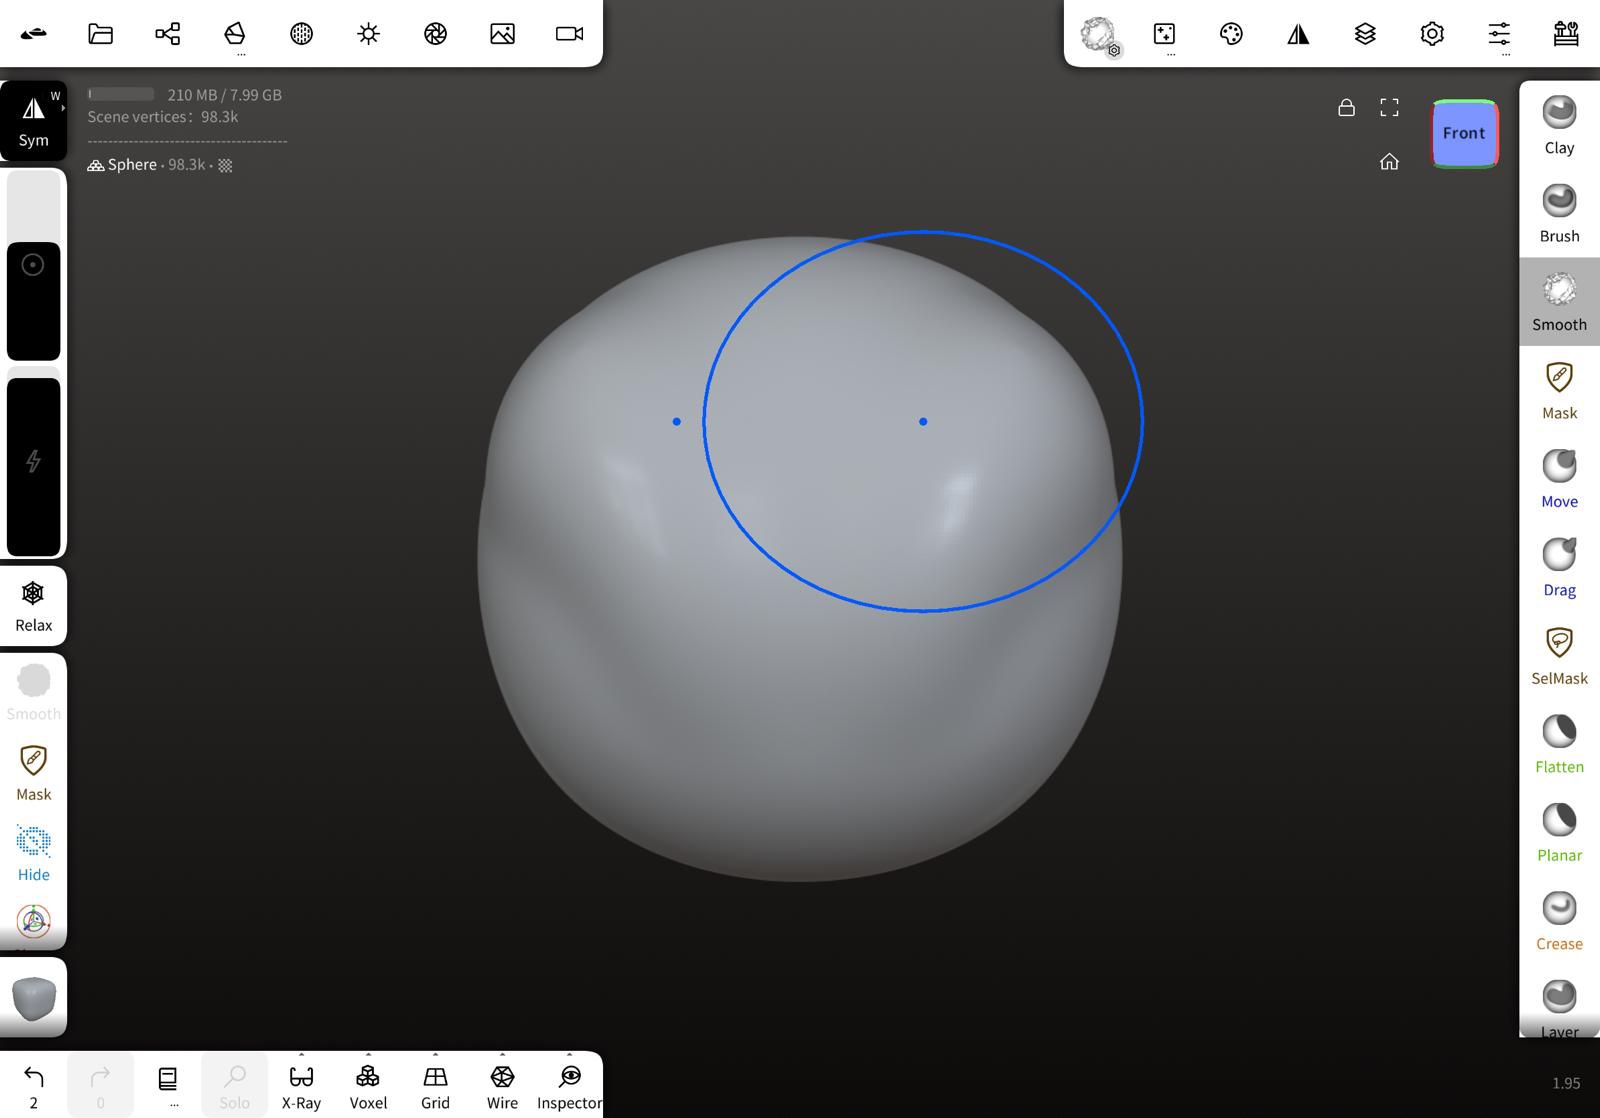 W
Sym
210 MB / 7.99 GB
Scene vertices: 98.3k
------------------------------------
Sphere • 98.3k •
Front
Clay
Brush
Smooth
Mask
Move
Drag
SelMask
Flatten
Planar
Crease
Layer
Relax
Smooth
Mask
Hide
2
0
...
Solo
X-Ray
Voxel
Grid
Wire
Inspector
1.95